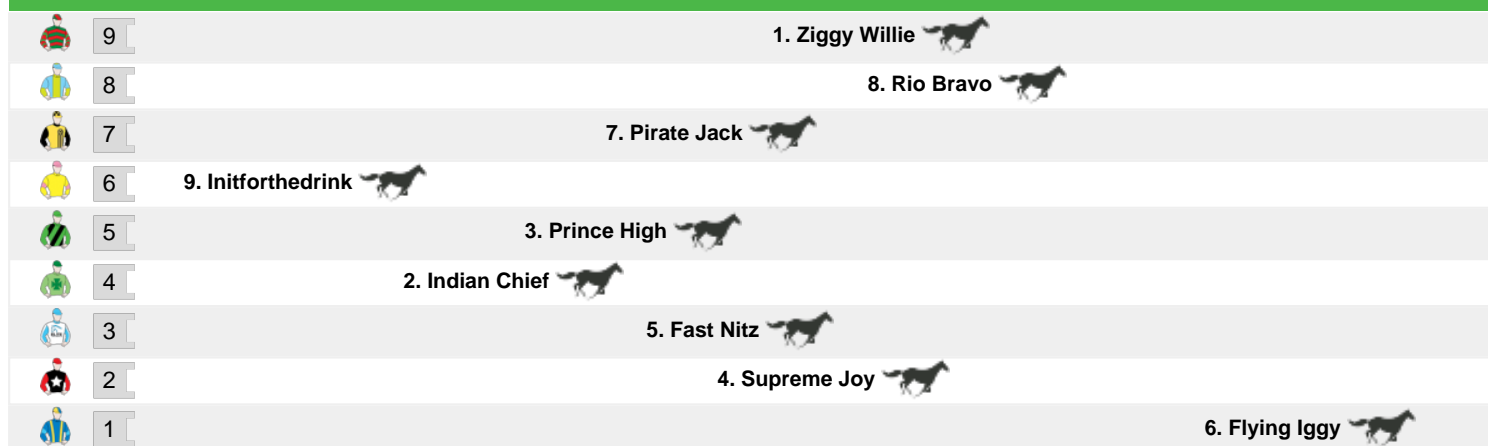 9 1. Ziggy Willie
8 8. Rio Bravo
7 7. Pirate Jack
6 9. Initforthedrink
5 3. Prince High
4 2. Indian Chief
3 5. Fast Nitz
2 4. Supreme Joy
1 6. Flying Iggy